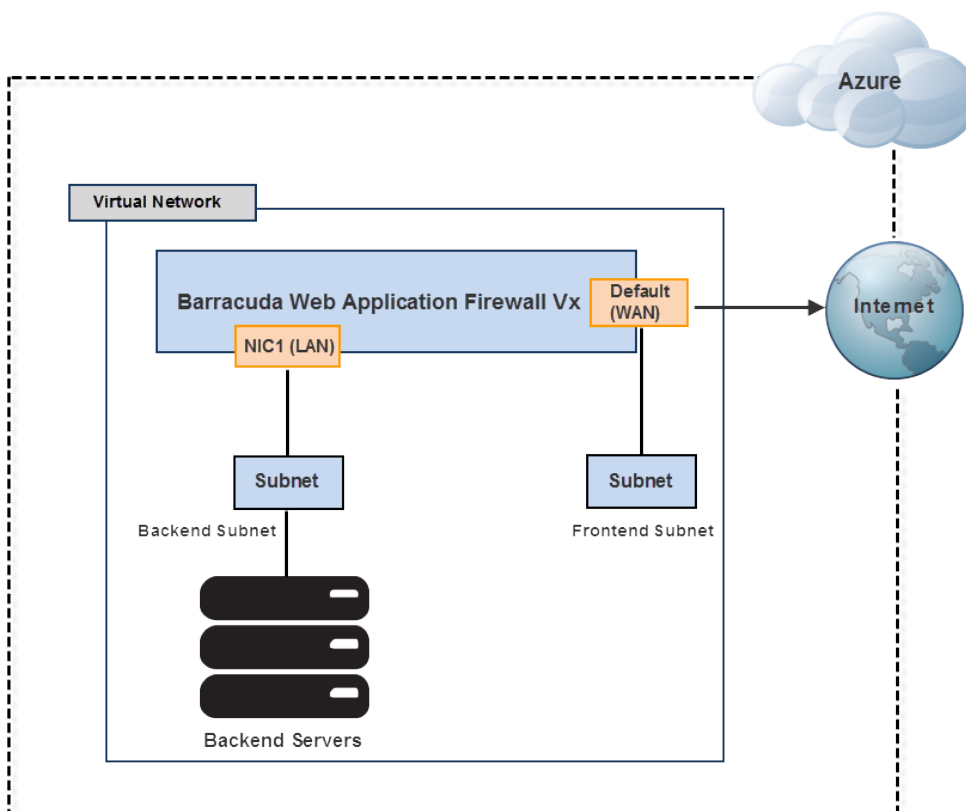 Azure
Virtual Network
Barracuda Web Application Firewall Vx
Default
(WAN)
Internet
NIC1 (LAN)
Subnet
Subnet
Backend Subnet
Frontend Subnet
Backend Servers